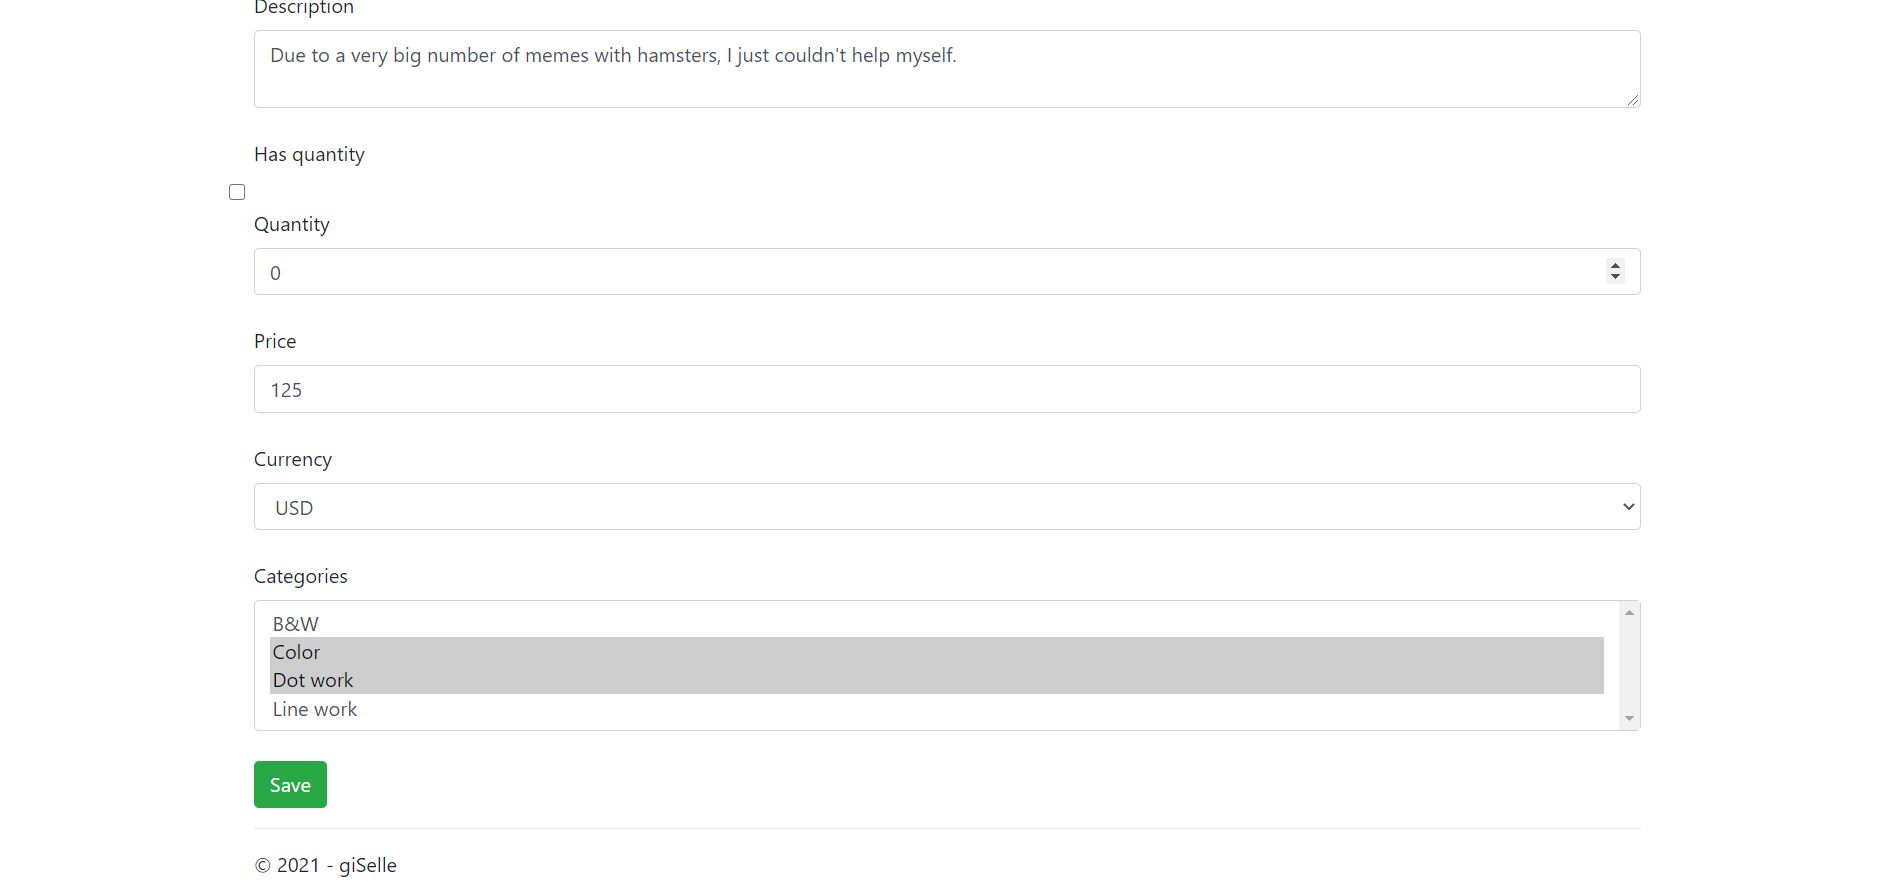 Description
Due to a very big number of memes with hamsters, I just couldn't help myself.
Has quantity
Quantity
0
Price
125
Currency
USD
Categories
B&W
Color
Dot work
Line work
Save
© 2021 - giSelle